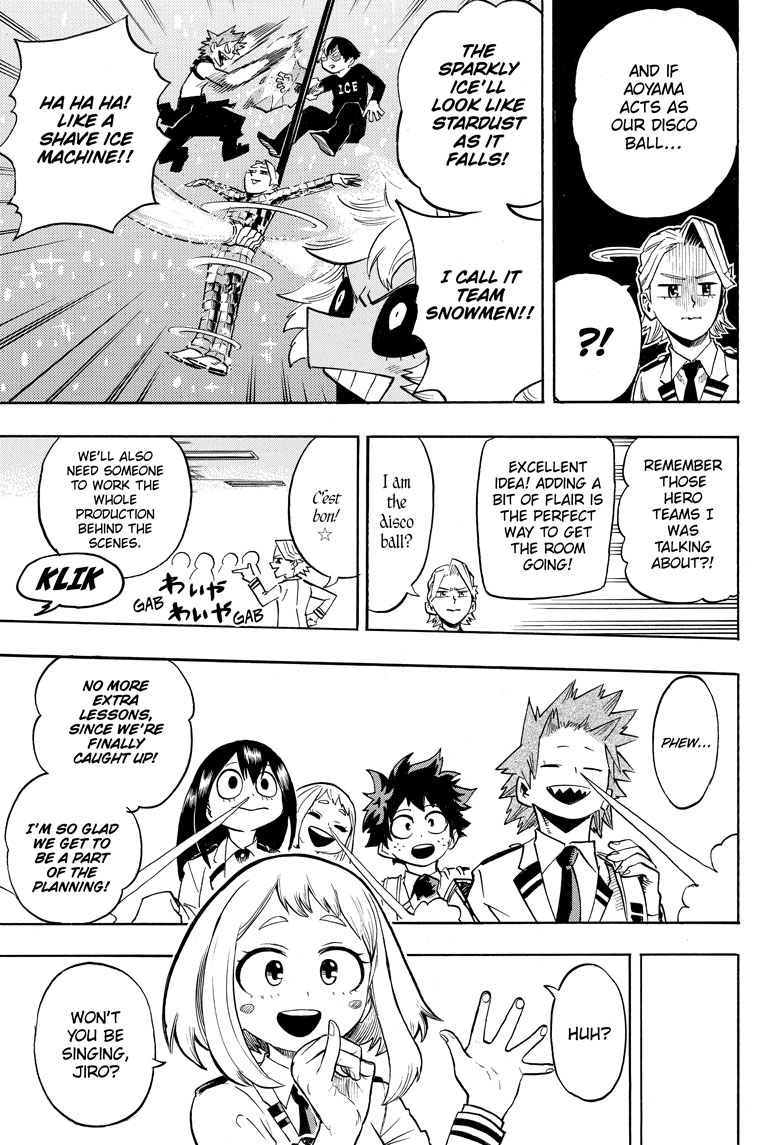 AND IF
AOYAMA
ACTS AS
OUR DISCO
BALL...
?!
THE
SPARKLY
ICE'LL
LOOK LIKE
STARDUST
AS IT
FALLS!
I CALL IT
TEAM
SNOWMEN!!
ICE
HA HA HA!
LIKE A
SHAVE ICE
MACHINE!!
REMEMBER
THOSE
HERO
TEAMS I
WAS
TALKING
ABOUT?!
EXCELLENT
IDEA! ADDING A
BIT OF FLAIR IS
THE PERFECT
WAY TO GET
THE ROOM
GOING!
I am
the
disco
ball?
C'est
bon!
☆
WE'LL ALSO
NEED SOMEONE
TO WORK THE
WHOLE
PRODUCTION
BEHIND THE
SCENES.
わいや
GAB
わいや
GAB
KLIK
PHEW...
NO MORE
EXTRA
LESSONS,
SINCE WE'RE
FINALLY
CAUGHT UP!
I'M SO GLAD
WE GET TO
BE A PART
OF THE
PLANNING!
HUH?
WON'T
YOU BE
SINGING,
JIRO?